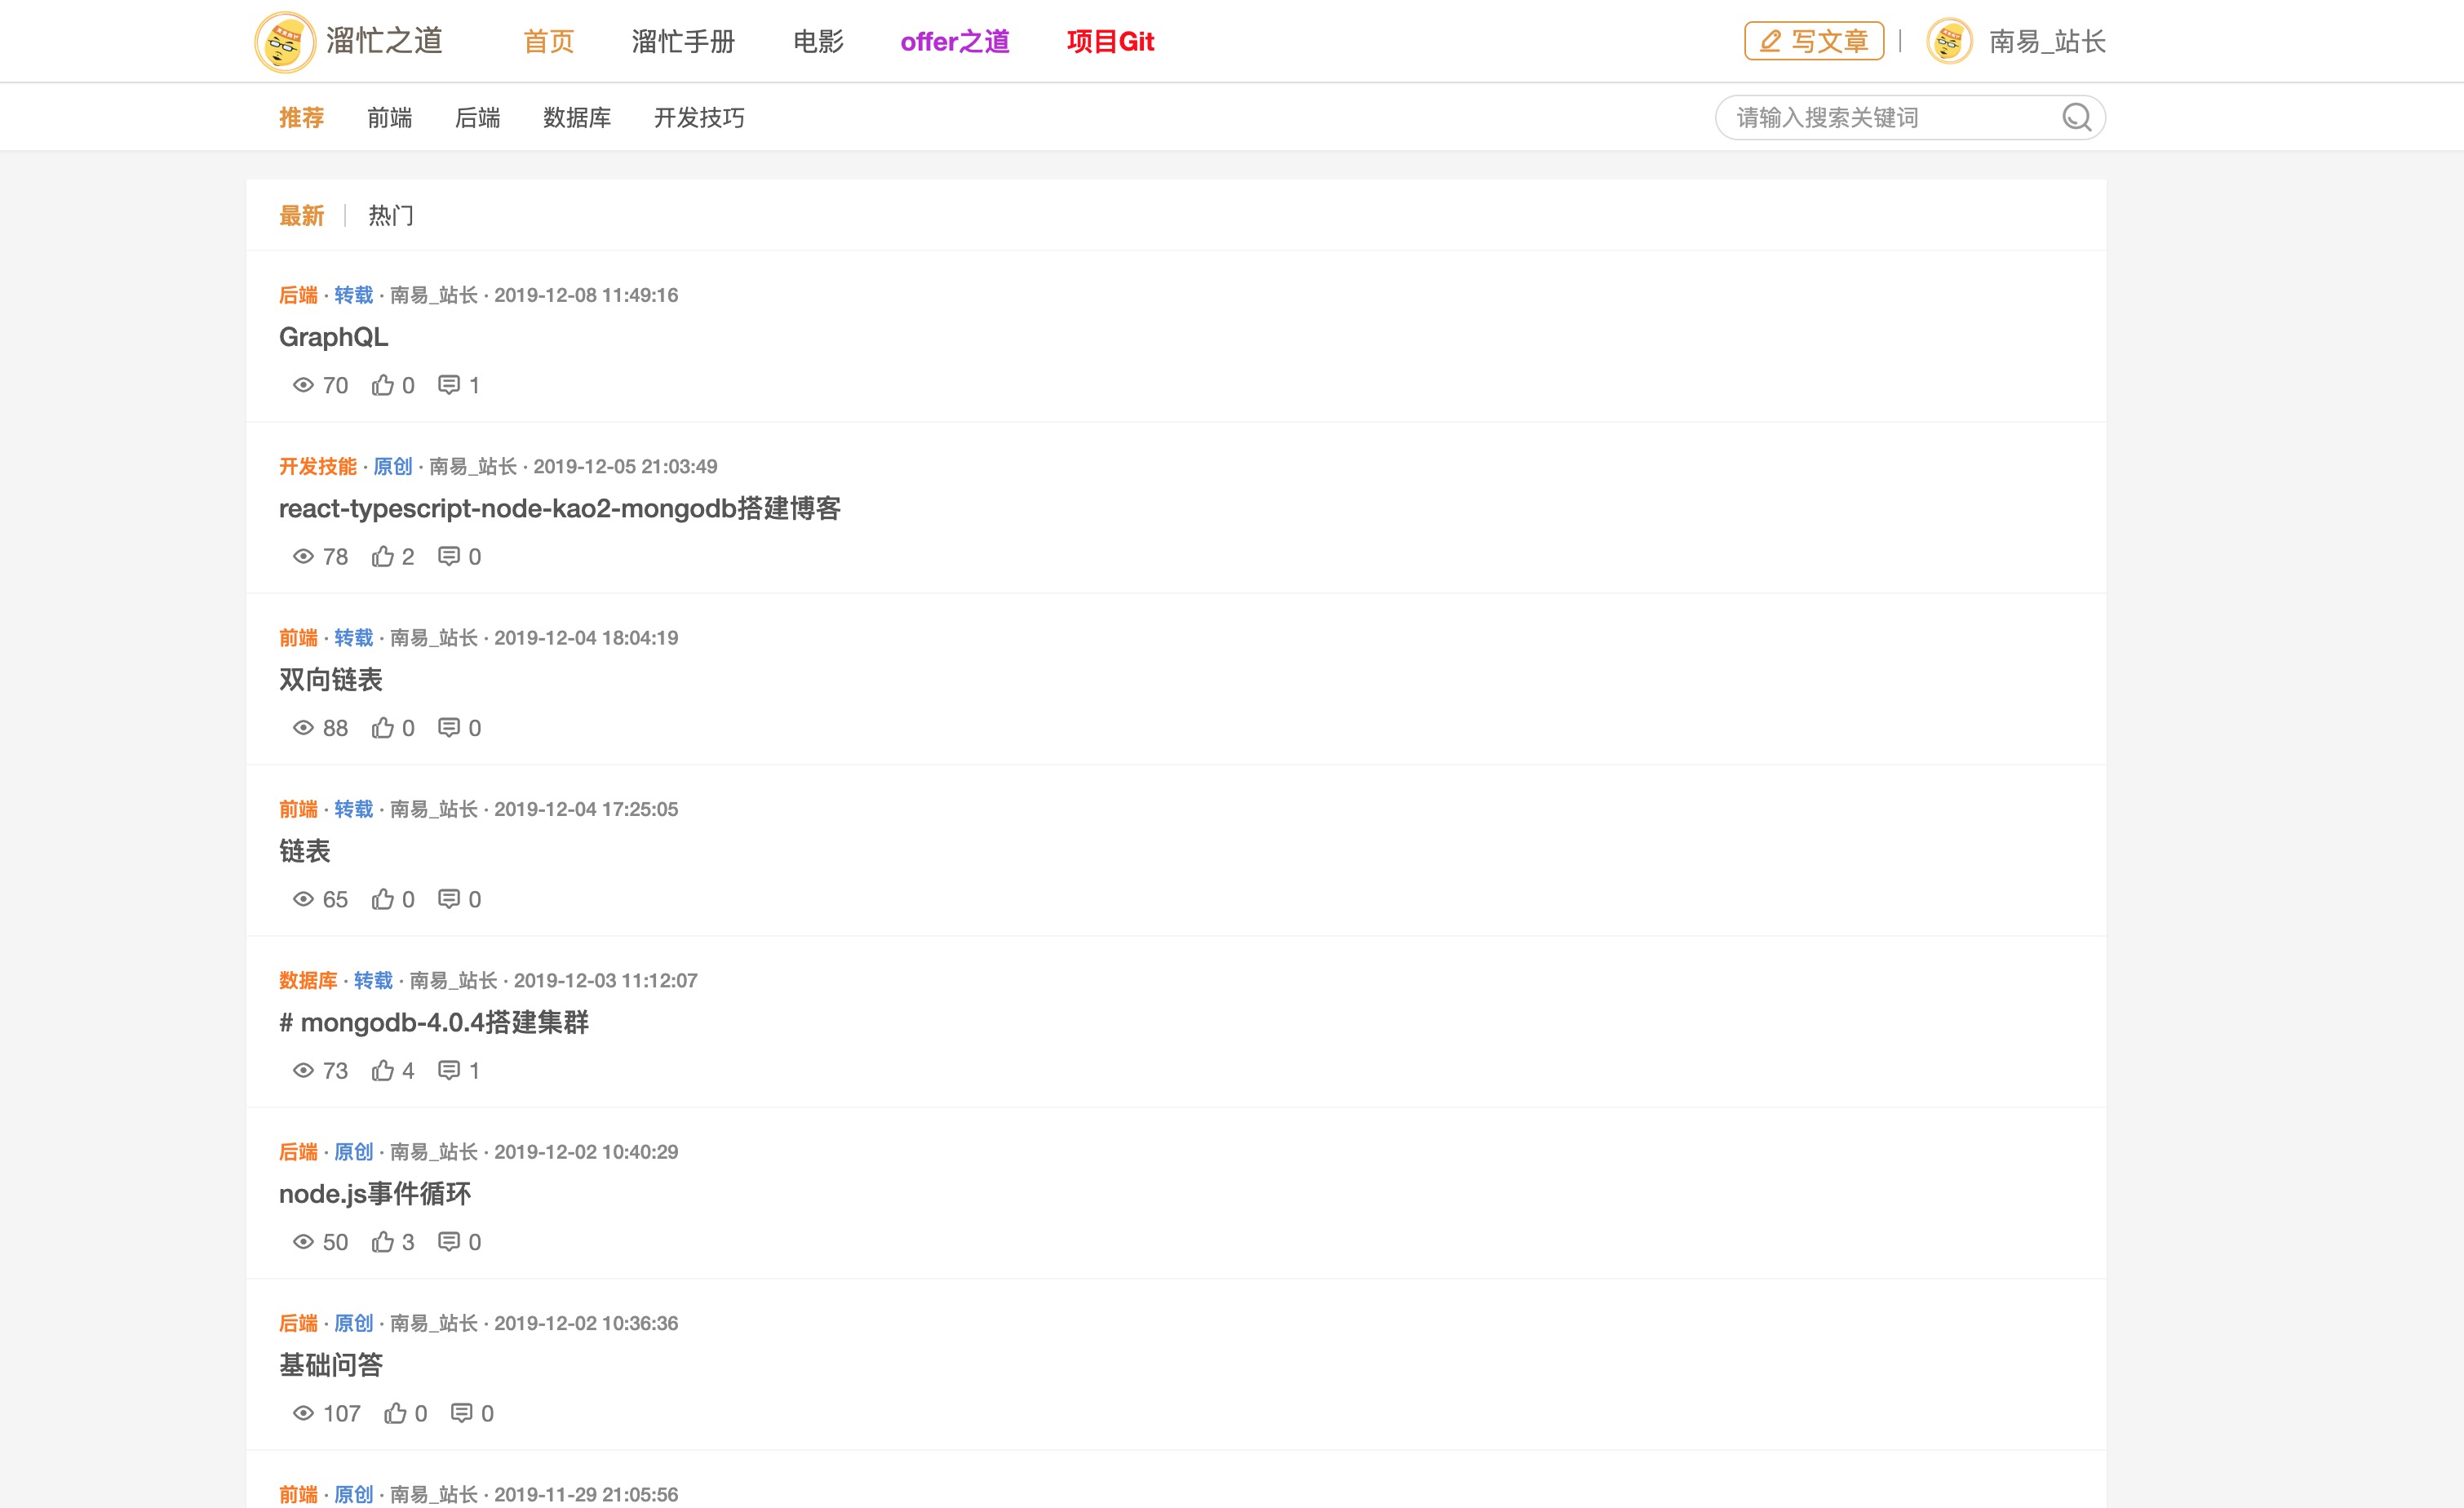 溜忙之道 首页 溜忙手册 电影 offer之道 项目Git 写文章 南易_站长
推荐 前端 后端 数据库 开发技巧 请输入搜索关键词
最新 热门
后端 · 转载 · 南易_站长 · 2019-12-08 11:49:16
GraphQL
70 0 1
开发技能 · 原创 · 南易_站长 · 2019-12-05 21:03:49
react-typescript-node-kao2-mongodb搭建博客
78 2 0
前端 · 转载 · 南易_站长 · 2019-12-04 18:04:19
双向链表
88 0 0
前端 · 转载 · 南易_站长 · 2019-12-04 17:25:05
链表
65 0 0
数据库 · 转载 · 南易_站长 · 2019-12-03 11:12:07
# mongodb-4.0.4搭建集群
73 4 1
后端 · 原创 · 南易_站长 · 2019-12-02 10:40:29
node.js事件循环
50 3 0
后端 · 原创 · 南易_站长 · 2019-12-02 10:36:36
基础问答
107 0 0
前端 · 原创 · 南易_站长 · 2019-11-29 21:05:56